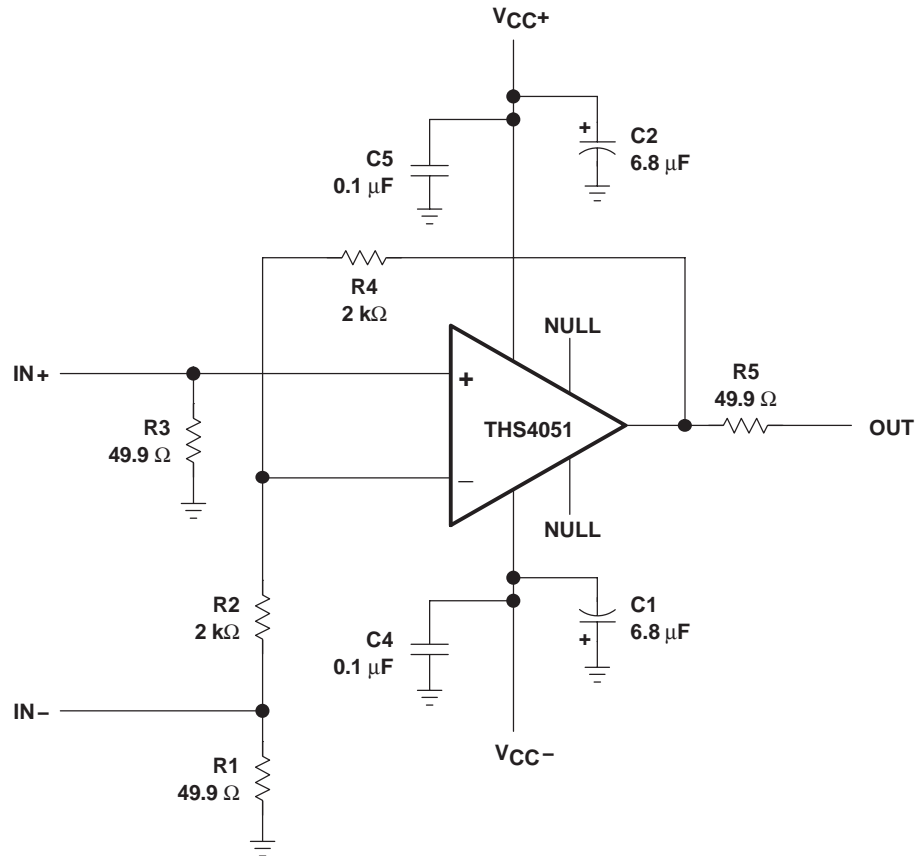 VCC+
C5
0.1 μF
+
C2
6.8 μF
R4
2 kΩ
NULL
IN+
+
R5
49.9 Ω
R3
49.9 Ω
THS4051
OUT
−
NULL
R2
2 kΩ
C4
0.1 μF
+
C1
6.8 μF
IN−
VCC−
R1
49.9 Ω